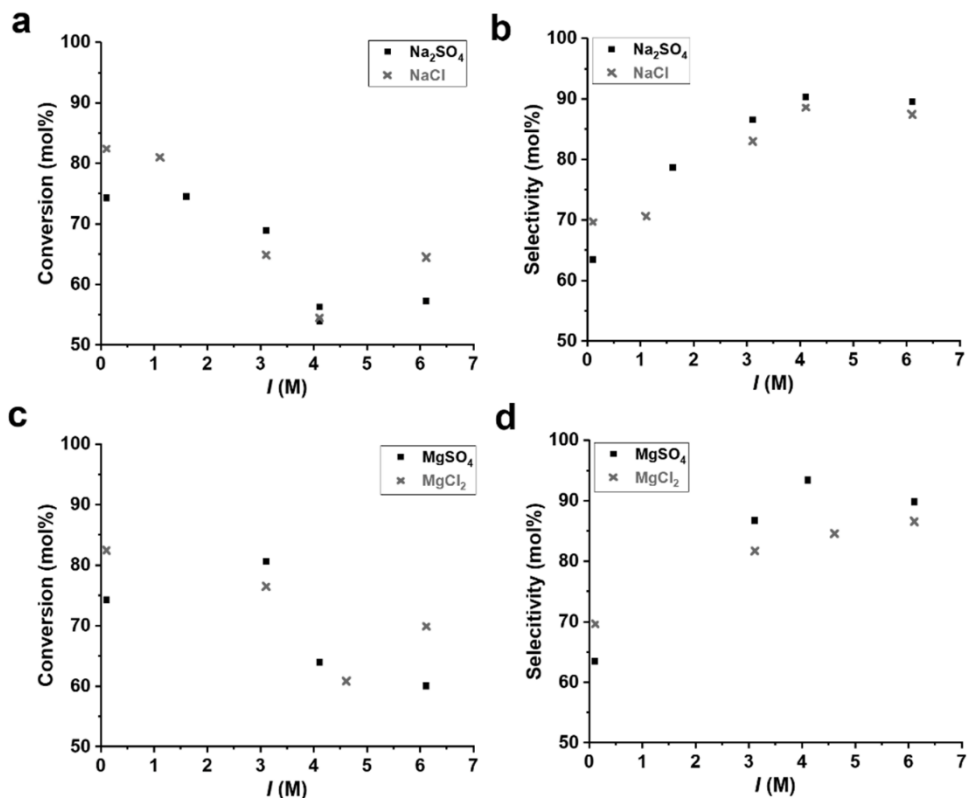 a
Na₂SO₄
NaCl
Conversion (mol%)
100
90
80
70
60
50
0 1 2 3 4 5 6 7
I (M)
b
Na₂SO₄
NaCl
Selectivity (mol%)
100
90
80
70
60
50
0 1 2 3 4 5 6 7
I (M)
c
MgSO₄
MgCl₂
Conversion (mol%)
100
90
80
70
60
50
0 1 2 3 4 5 6 7
I (M)
d
MgSO₄
MgCl₂
Selecitivity (mol%)
100
90
80
70
60
50
0 1 2 3 4 5 6 7
I (M)